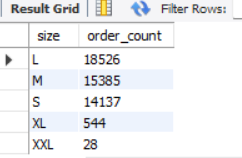 Result Grid Filter Rows:
size order_count
L 18526
M 15385
S 14137
XL 544
XXL 28